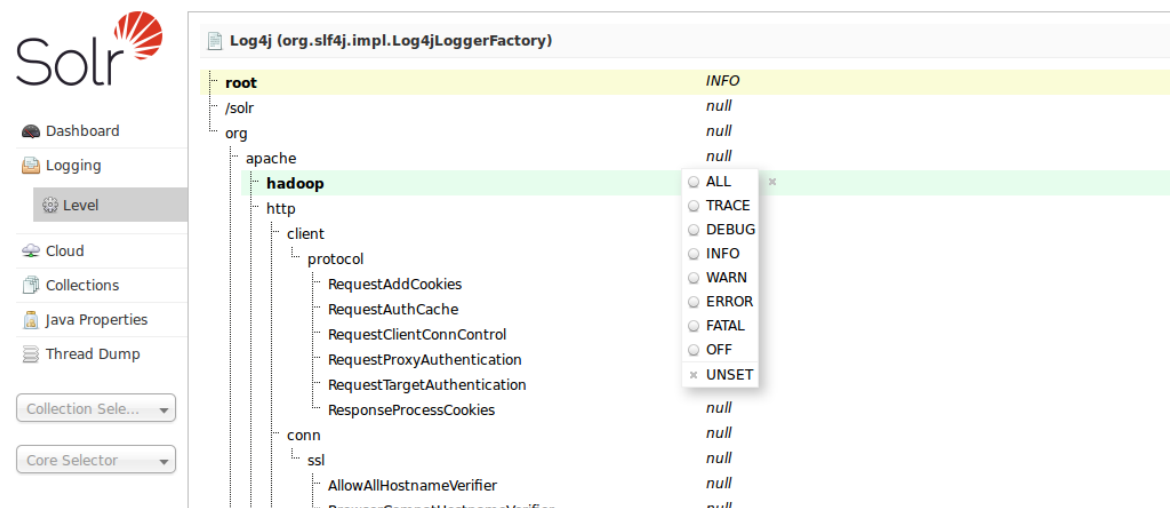 Solr
Dashboard
Logging
Level
Cloud
Collections
Java Properties
Thread Dump
Collection Sele...
Core Selector
Log4j (org.slf4j.impl.Log4jLoggerFactory)
root INFO
/solr null
org null
apache null
hadoop
http
client
protocol
RequestAddCookies
RequestAuthCache
RequestClientConnControl
RequestProxyAuthentication
RequestTargetAuthentication
ResponseProcessCookies null
conn null
ssl null
AllowAllHostnameVerifier null
BrowserCompatHostnameVerifier null
ALL
TRACE
DEBUG
INFO
WARN
ERROR
FATAL
OFF
UNSET